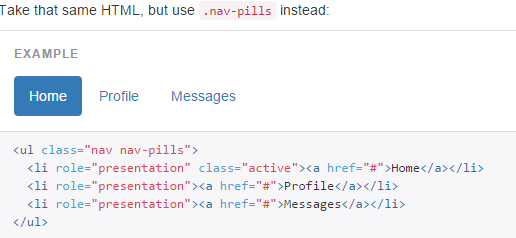 Take that same HTML, but use .nav-pills instead:
EXAMPLE
Home Profile Messages
<ul class="nav nav-pills">
  <li role="presentation" class="active"><a href="#">Home</a></li>
  <li role="presentation"><a href="#">Profile</a></li>
  <li role="presentation"><a href="#">Messages</a></li>
</ul>